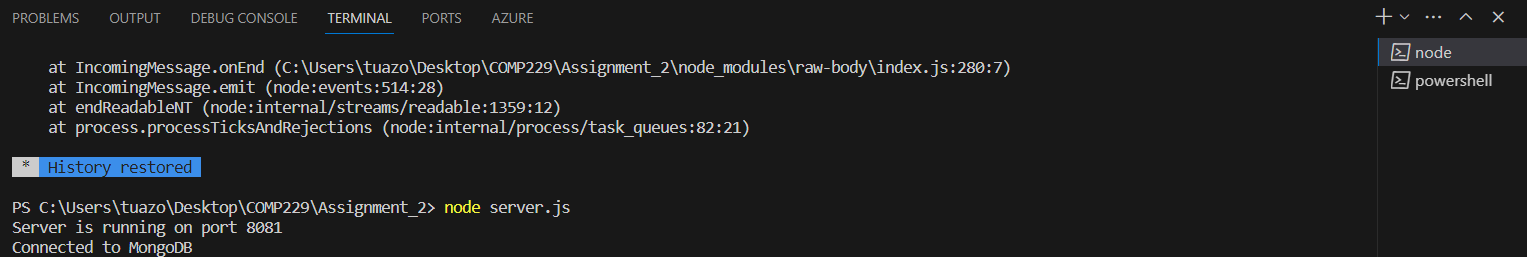 PROBLEMS OUTPUT DEBUG CONSOLE TERMINAL PORTS AZURE
at IncomingMessage.onEnd (C:\Users\tuazo\Desktop\COMP229\Assignment_2\node_modules\raw-body\index.js:280:7)
at IncomingMessage.emit (node:events:514:28)
at endReadableNT (node:internal/streams/readable:1359:12)
at process.processTicksAndRejections (node:internal/process/task_queues:82:21)
* History restored
PS C:\Users\tuazo\Desktop\COMP229\Assignment_2> node server.js
Server is running on port 8081
Connected to MongoDB
node
powershell